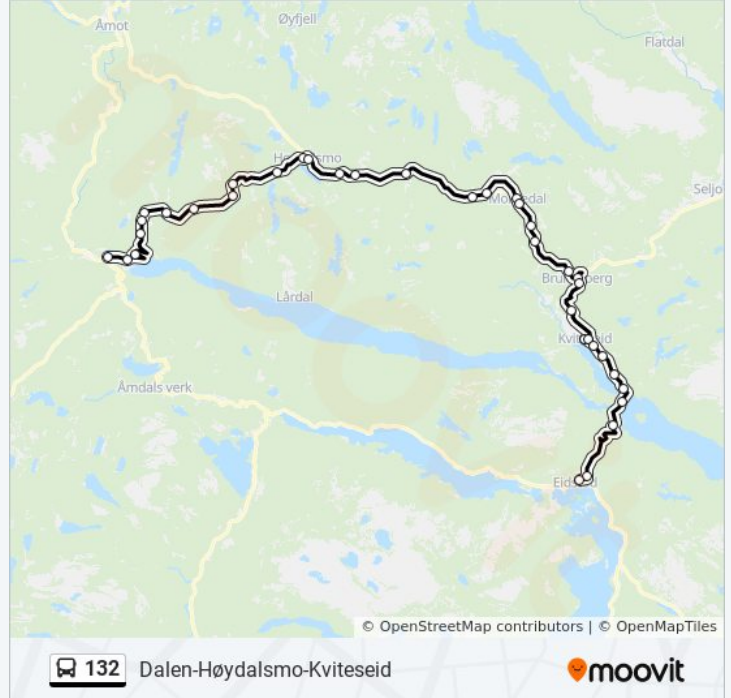 Åmot
Øyfjell
Flatdal
Seljo
Lårdal
Åmdals verk
© OpenStreetMap contributors | © OpenMapTiles
132 Dalen-Høydalsmo-Kviteseid
moovit